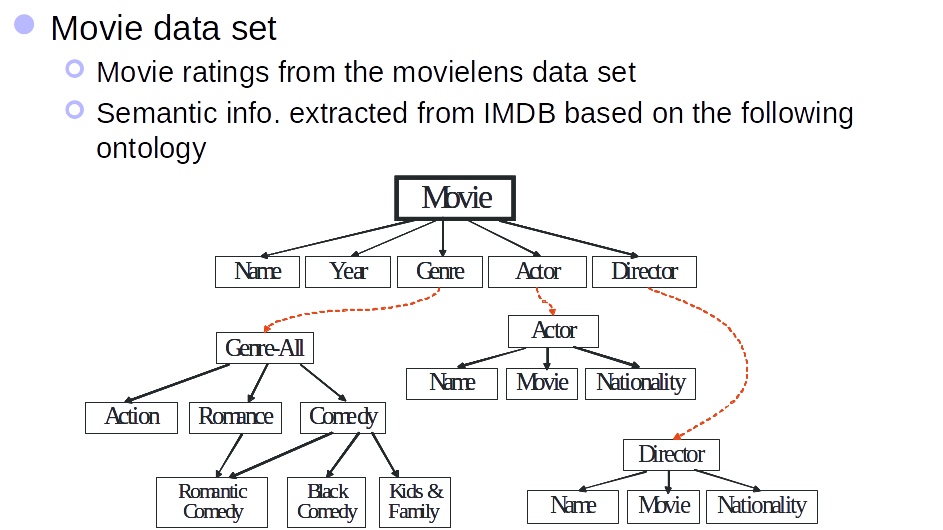 Movie data set
Movie ratings from the movielens data set
Semantic info. extracted from IMDB based on the following
ontology
Movie
Name Year Genre Actor Director
Genre-All
Actor
Name Movie Nationality
Action Romance Comedy
Director
Romantic Comedy
Black Comedy
Kids & Family
Name Movie Nationality